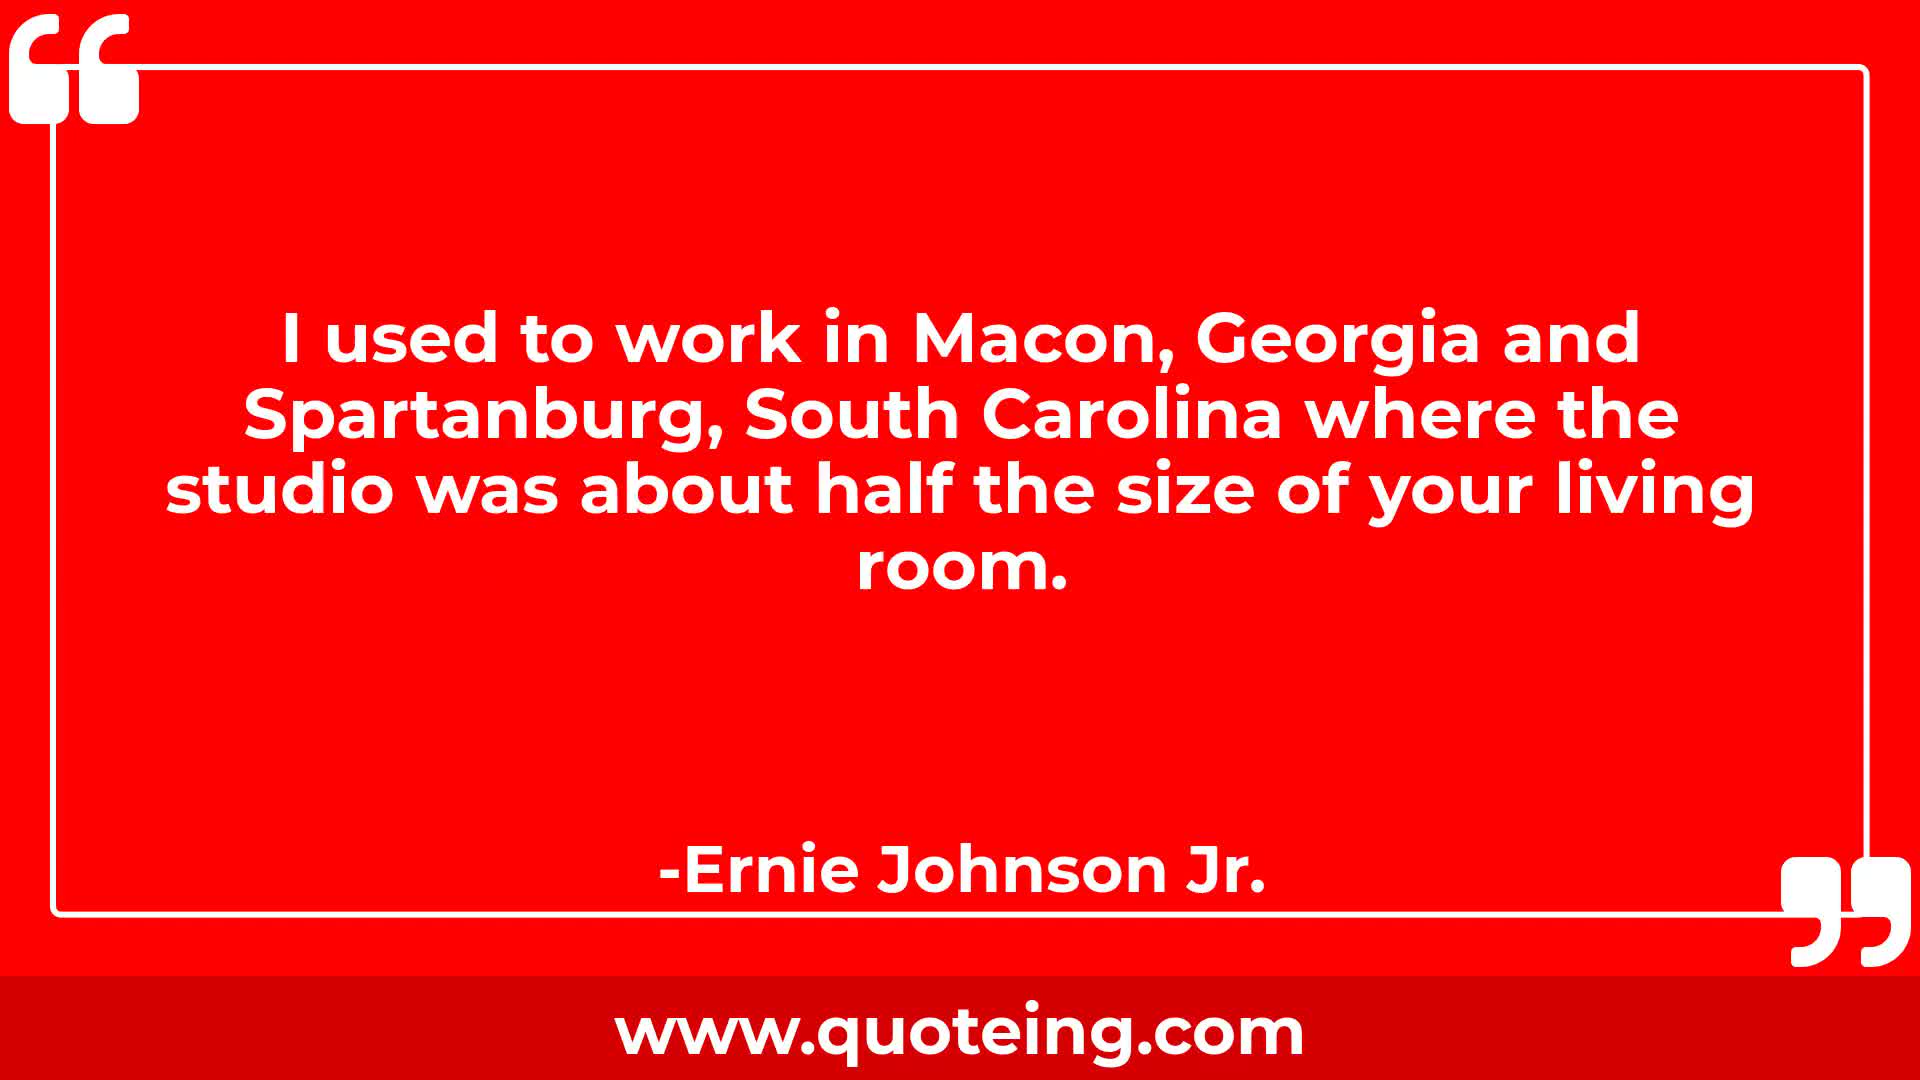 I used to work in Macon, Georgia and
Spartanburg, South Carolina where the
studio was about half the size of your living
room.
-Ernie Johnson Jr.
www.quoteing.com